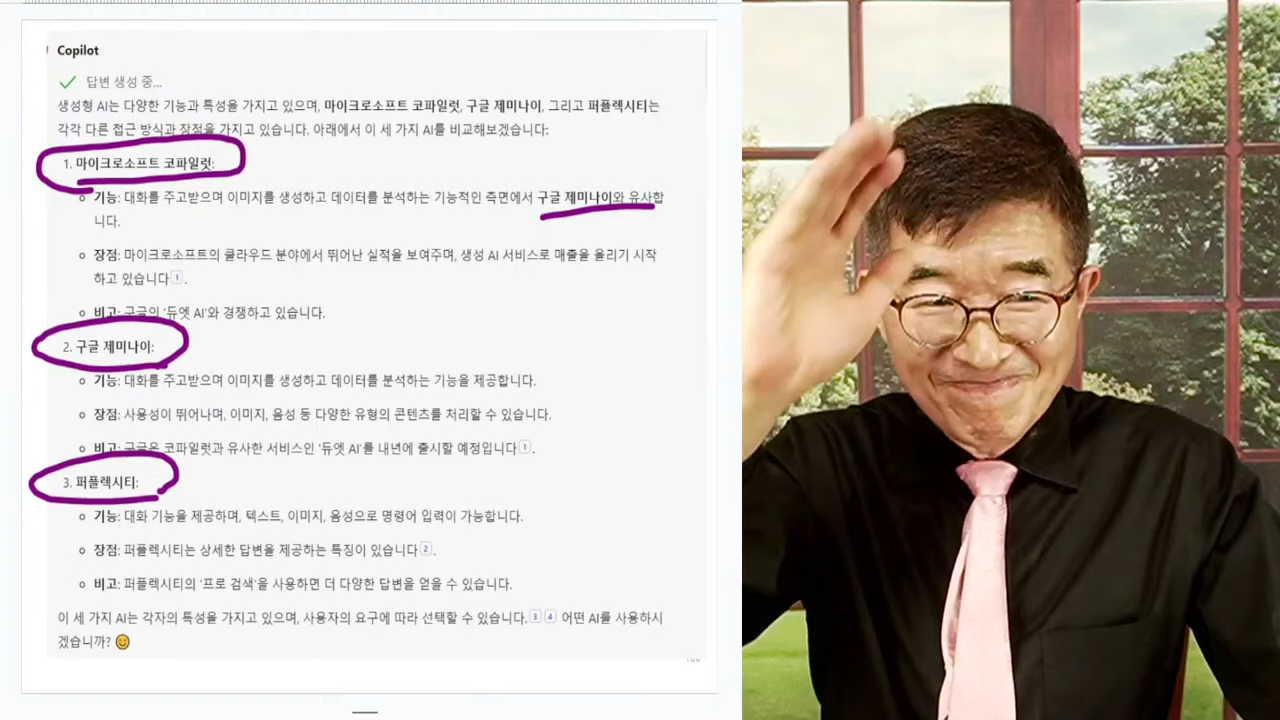 Copilot
답변 생성 중...
생성형 AI는 다양한 기능과 특성을 가지고 있으며, 마이크로소프트 코파일럿, 구글 제미나이, 그리고 퍼플렉시티는
각각 다른 접근 방식과 장점을 가지고 있습니다. 아래에서 이 세 가지 AI를 비교해보겠습니다:
1. 마이크로소프트 코파일럿:
기능: 대화를 주고받으며 이미지를 생성하고 데이터를 분석하는 기능적인 측면에서 구글 제미나이와 유사합
니다.
장점: 마이크로소프트의 클라우드 분야에서 뛰어난 실적을 보여주며, 생성 AI 서비스로 매출을 올리기 시작
하고 있습니다1.
비고: 구글의 '듀엣 AI'와 경쟁하고 있습니다.
2. 구글 제미나이:
기능: 대화를 주고받으며 이미지를 생성하고 데이터를 분석하는 기능을 제공합니다.
장점: 사용성이 뛰어나며, 이미지, 음성 등 다양한 유형의 콘텐츠를 처리할 수 있습니다.
비고: 구글은 코파일럿과 유사한 서비스인 '듀엣 AI'를 내년에 출시할 예정입니다1.
3. 퍼플렉시티:
기능: 대화 기능을 제공하며, 텍스트, 이미지, 음성으로 명령어 입력이 가능합니다.
장점: 퍼플렉시티는 상세한 답변을 제공하는 특징이 있습니다2.
비고: 퍼플렉시티의 '프로 검색'을 사용하면 더 다양한 답변을 얻을 수 있습니다.
이 세 가지 AI는 각자의 특성을 가지고 있으며, 사용자의 요구에 따라 선택할 수 있습니다.3 4 어떤 AI를 사용하시
겠습니까?